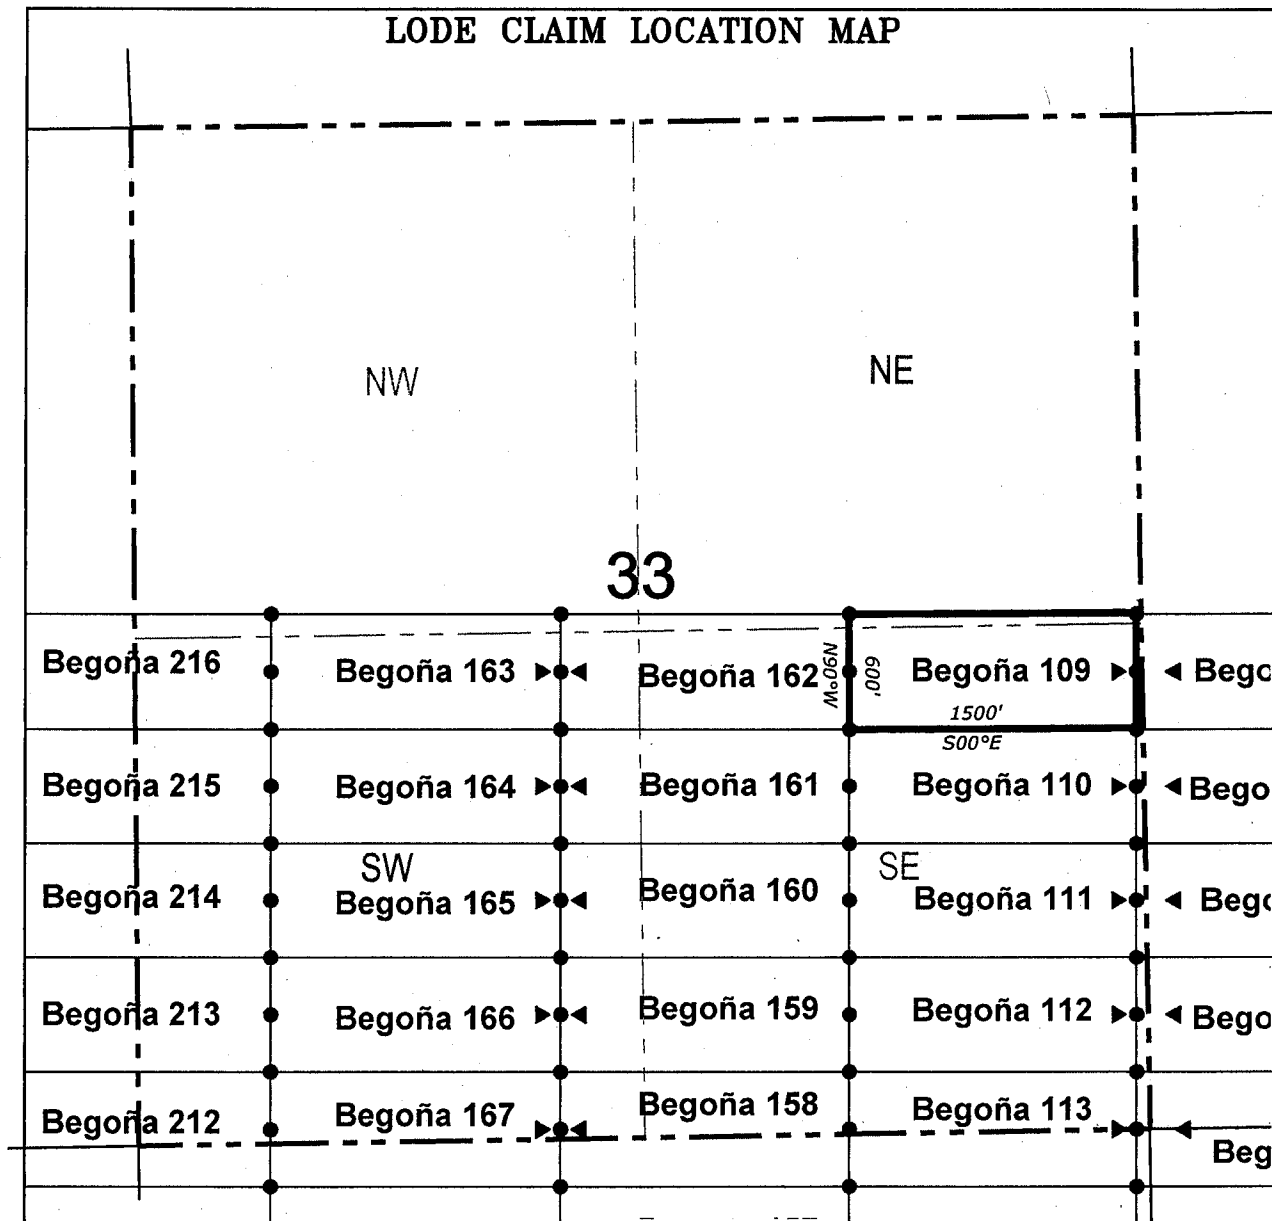 LODE CLAIM LOCATION MAP
NW
NE
33
Begoña 216
Begoña 163
Begoña 162
N90°W
600'
Begoña 109
1500'
S00°E
Begoña 215
Begoña 164
Begoña 161
Begoña 110
SW
SE
Begoña 214
Begoña 165
Begoña 160
Begoña 111
Begoña 213
Begoña 166
Begoña 159
Begoña 112
Begoña 212
Begoña 167
Begoña 158
Begoña 113